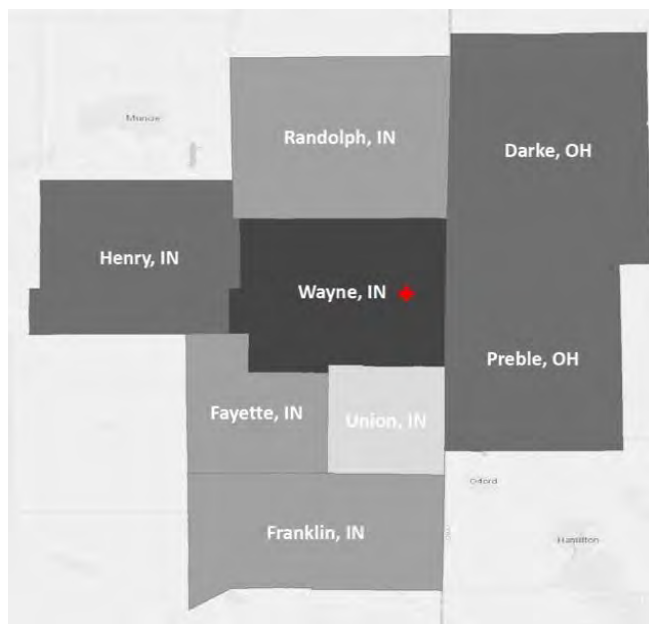 Muncie
Randolph, IN
Darke, OH
Henry, IN
Wayne, IN
Preble, OH
Fayette, IN
Union, IN
Oxford
Franklin, IN
Hamilton